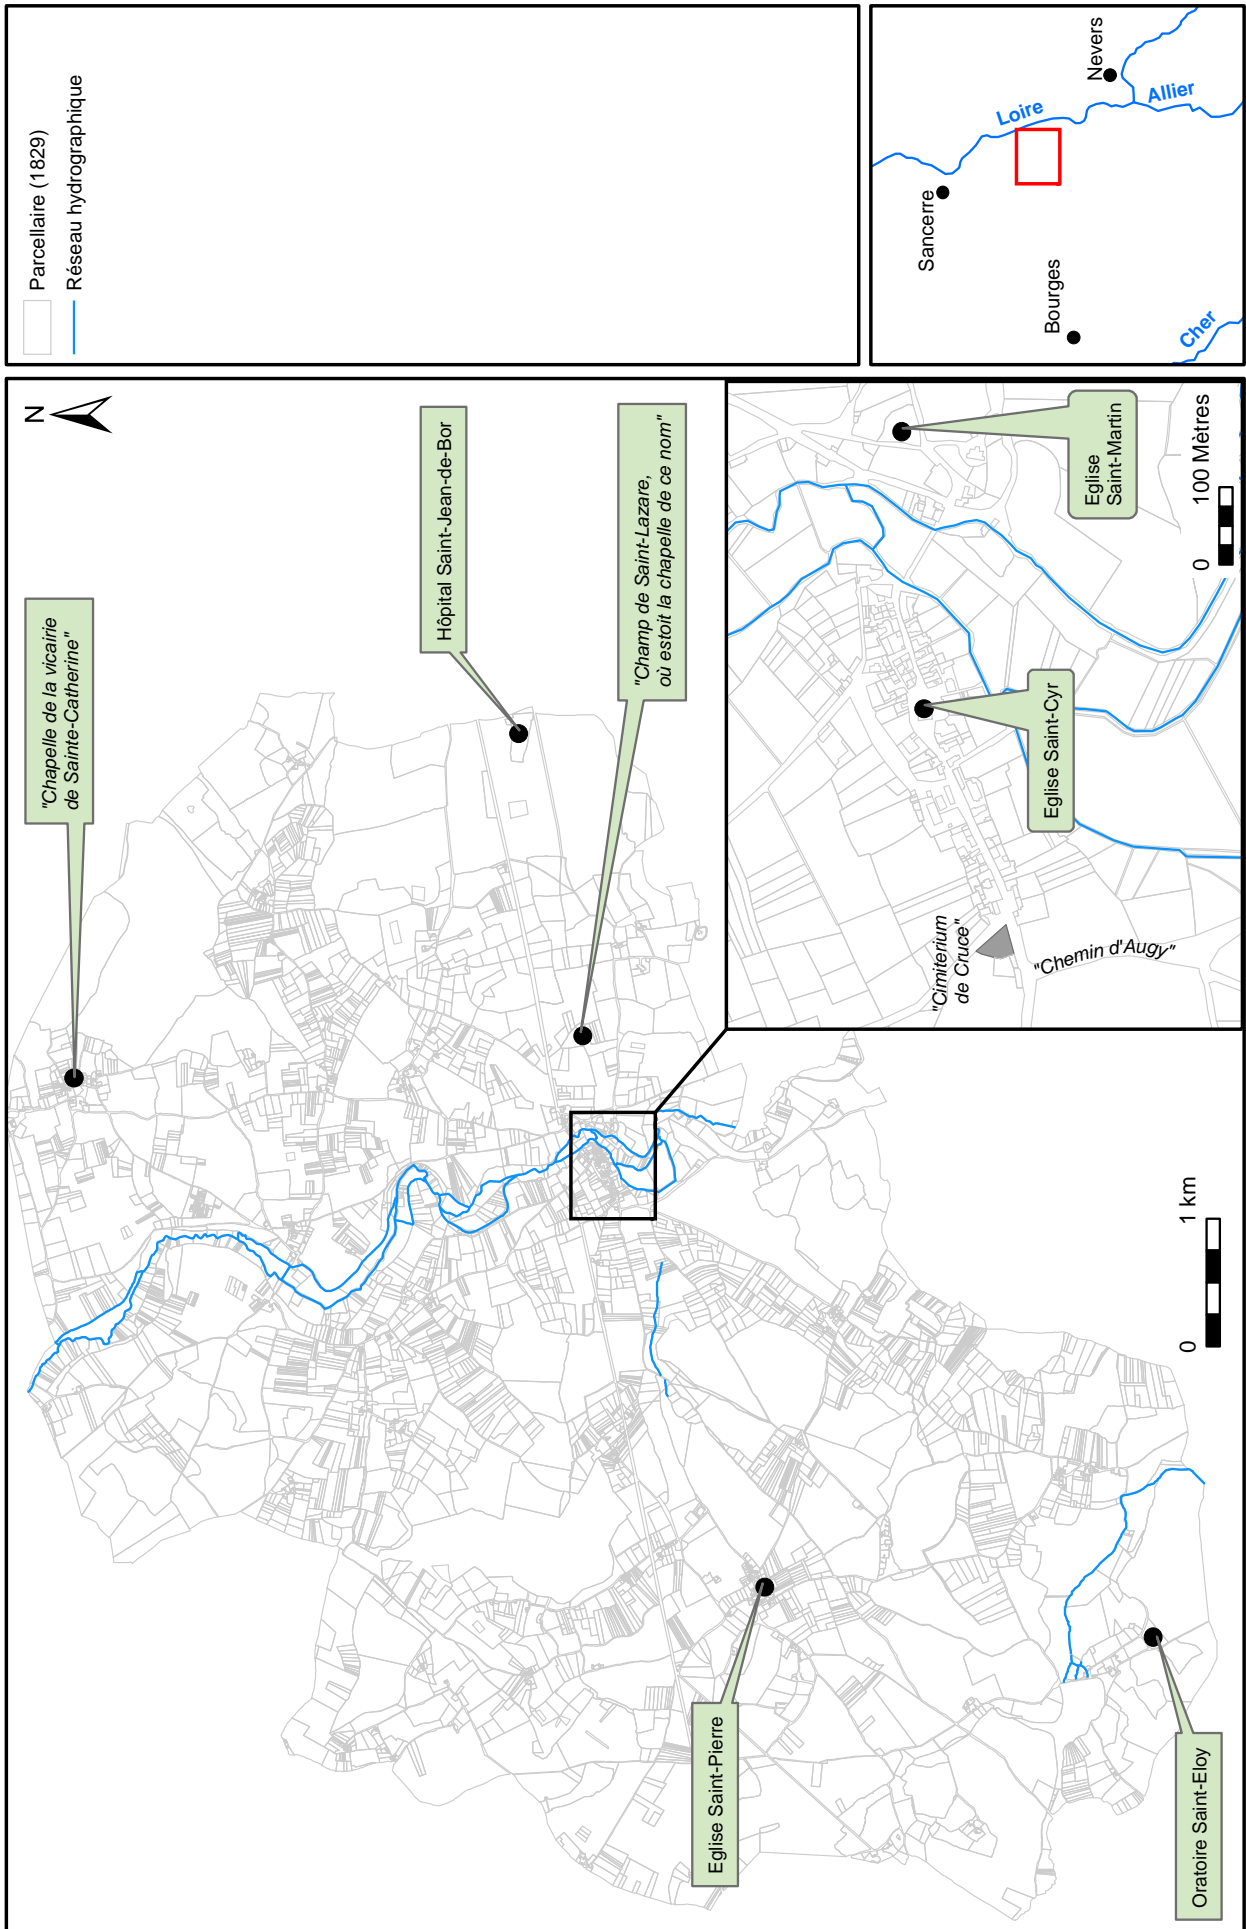 Parcellaire (1829)
Réseau hydrographique
Nevers
Loire
Allier
Sancerre
Bourges
Cher
N
"Chapelle de la vicairie
de Sainte-Catherine"
Hôpital Saint-Jean-de-Bor
"Champ de Saint-Lazare,
où estoit la chapelle de ce nom"
Eglise Saint-Pierre
Oratoire Saint-Eloy
0 1 km
Eglise
Saint-Martin
Eglise Saint-Cyr
"Cimiterium
de Cruce"
"Chemin d'Augy"
0 100 Mètres